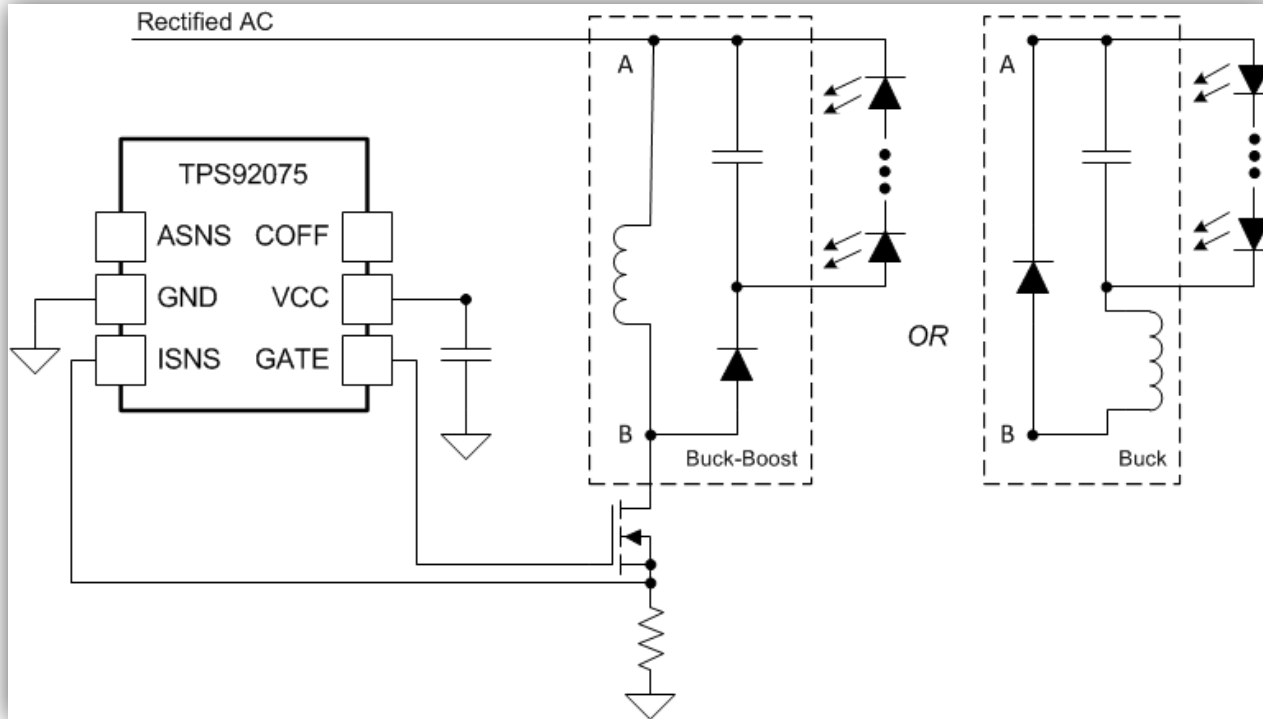 Rectified AC
A
A
TPS92075
ASNS COFF
GND VCC
ISNS GATE
OR
B
B
Buck-Boost
Buck